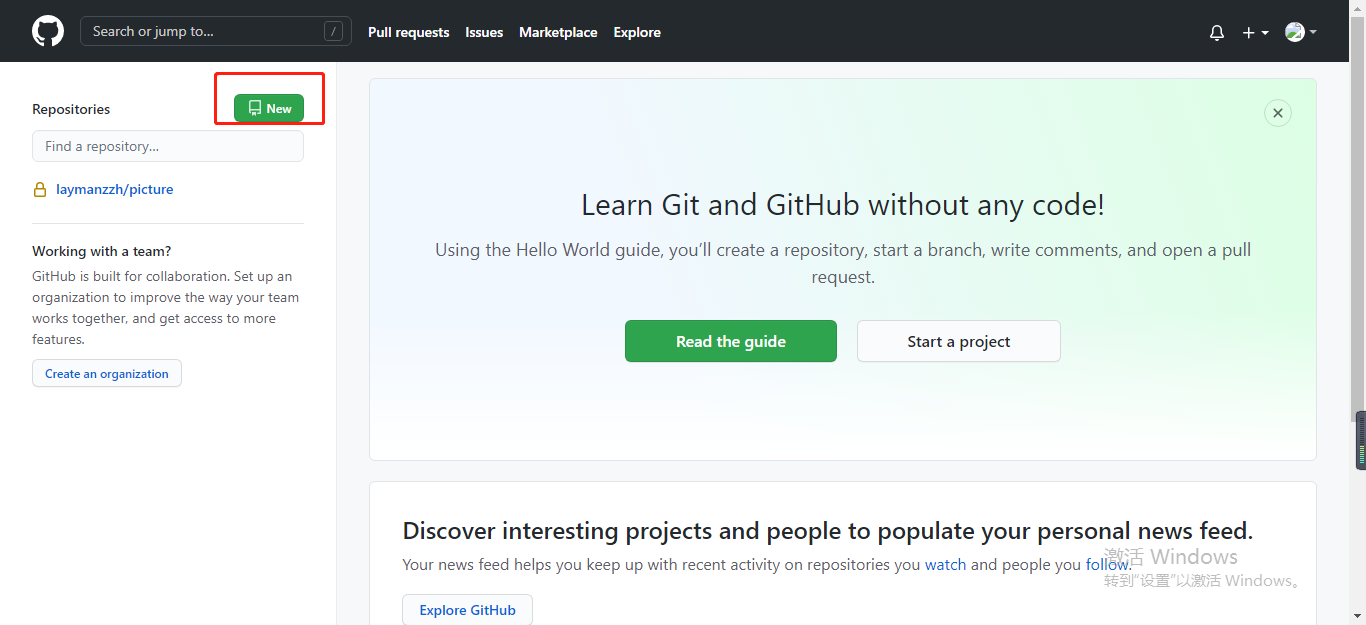 Search or jump to... /
Pull requests
Issues
Marketplace
Explore
Repositories
New
Find a repository...
laymanzzh/picture
Working with a team?
GitHub is built for collaboration. Set up an
organization to improve the way your team
works together, and get access to more
features.
Create an organization
Learn Git and GitHub without any code!
Using the Hello World guide, you’ll create a repository, start a branch, write comments, and open a pull
request.
Read the guide
Start a project
Discover interesting projects and people to populate your personal news feed.
Your news feed helps you keep up with recent activity on repositories you watch and people you follow.
Explore GitHub
激活 Windows
转到"设置"以激活 Windows。